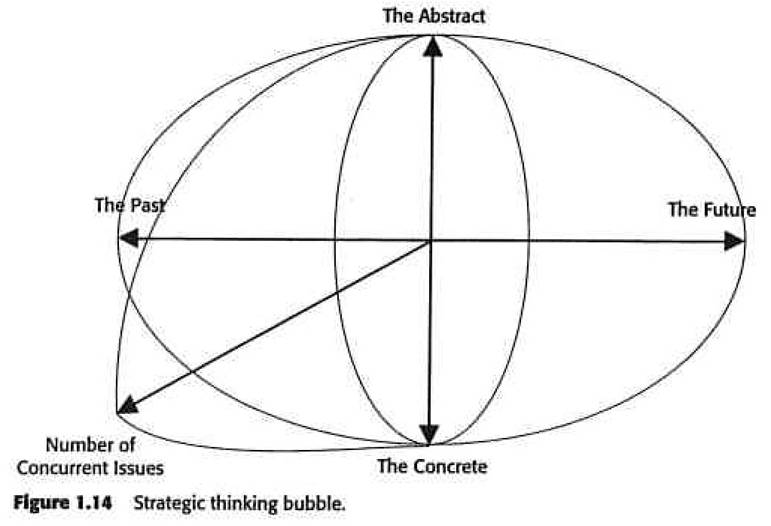 The Abstract
The Past
The Future
Number of
Concurrent Issues
The Concrete
Figure 1.14 Strategic thinking bubble.